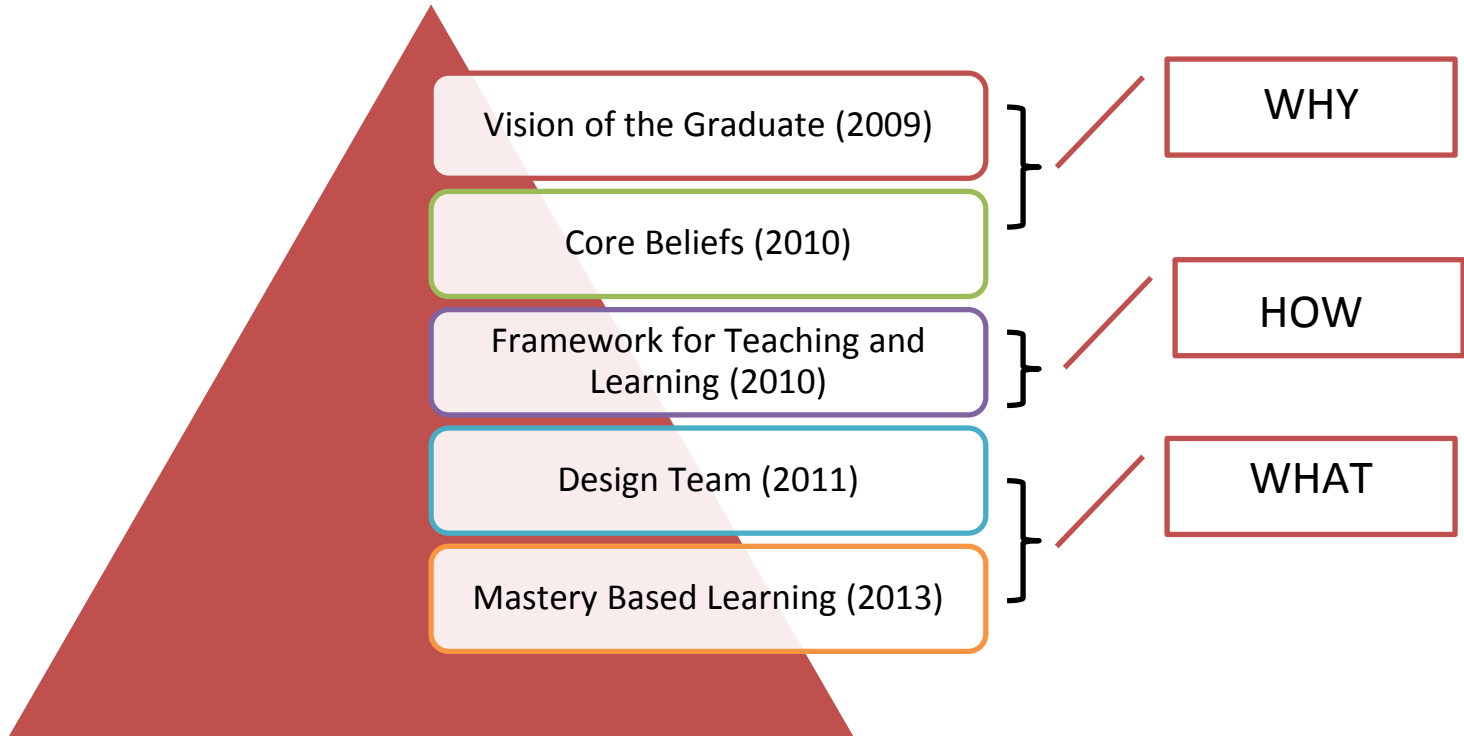 Vision of the Graduate (2009)
WHY
Core Beliefs (2010)
Framework for Teaching and
Learning (2010)
HOW
Design Team (2011)
WHAT
Mastery Based Learning (2013)